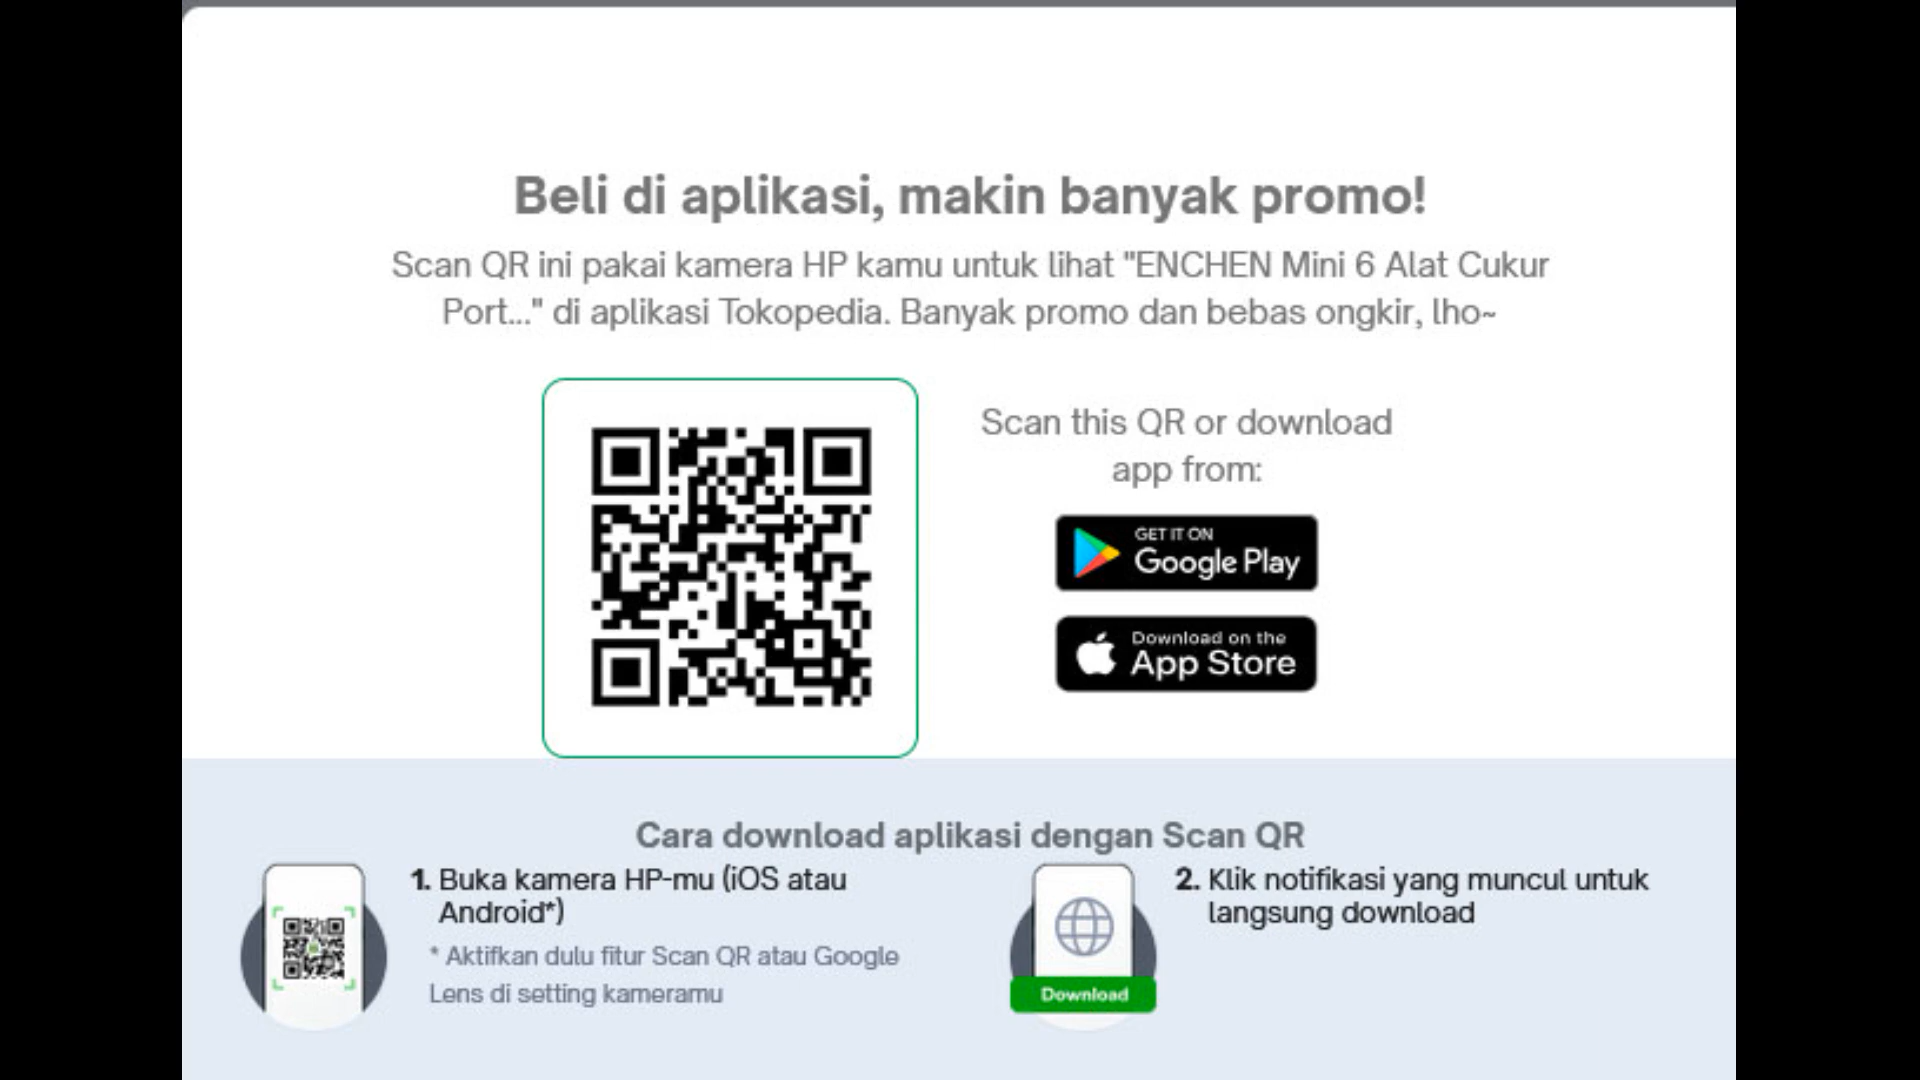 Beli di aplikasi, makin banyak promo!
Scan QR ini pakai kamera HP kamu untuk lihat "ENCHEN Mini 6 Alat Cukur
Port..." di aplikasi Tokopedia. Banyak promo dan bebas ongkir, lho~
Scan this QR or download
app from:
GET IT ON
Google Play
Download on the
App Store
Cara download aplikasi dengan Scan QR
1. Buka kamera HP-mu (iOS atau
Android*)
* Aktifkan dulu fitur Scan QR atau Google
Lens di setting kameramu
2. Klik notifikasi yang muncul untuk
langsung download
Download